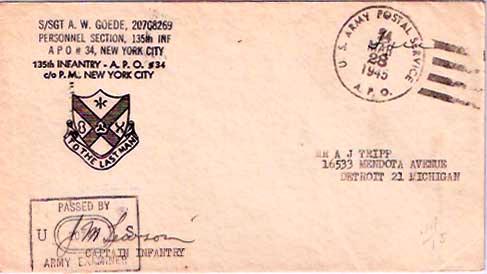 S/SGT A. W. GOEDE, 20708269
PERSONNEL SECTION, 135th INF
A P O # 34, NEW YORK CITY
135th INFANTRY - A. P. O. #34
c/o P. M., NEW YORK CITY
TO THE LAST MAN
U. S. ARMY POSTAL SERVICE
28
1945
A. P. O.
MR A J TRIPP
16533 MENDOTA AVENUE
DETROIT 21 MICHIGAN
PASSED BY
U S
CAPTAIN INFANTRY
ARMY EXAMINER